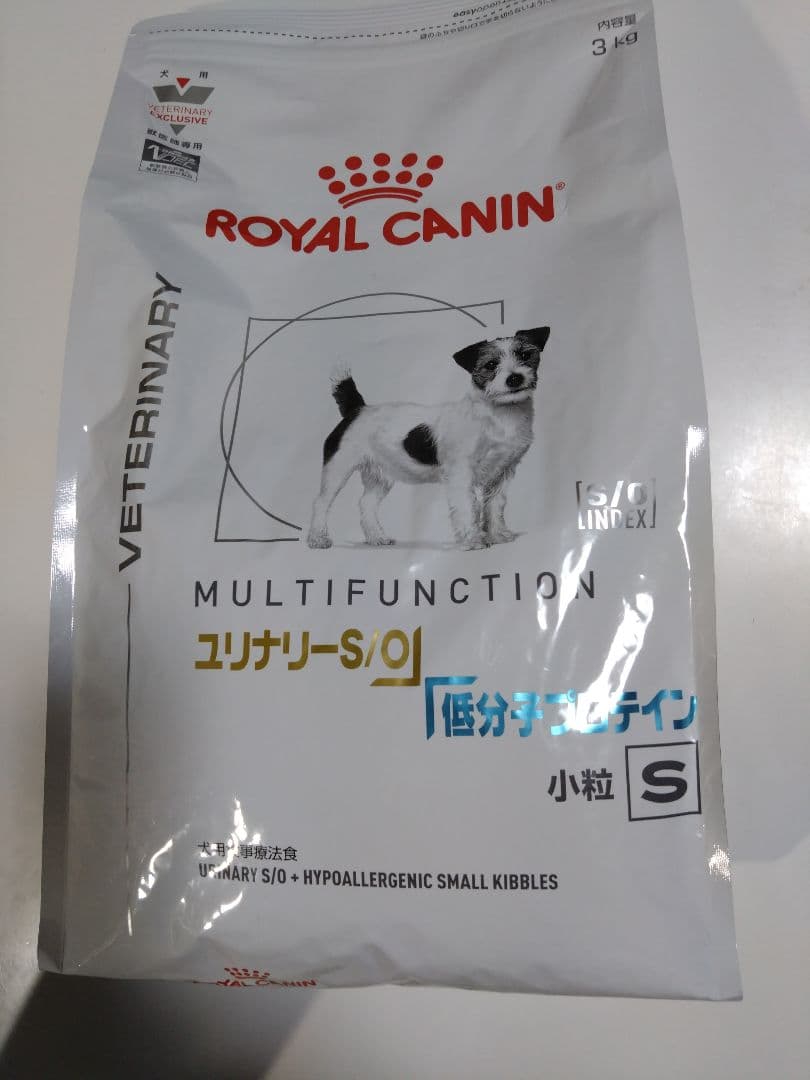 内容量
3 kg
犬 用
VETERINARY
EXCLUSIVE
獣医師専用
ROYAL CANIN®
VETERINARY
S/O
LINDEX
MULTIFUNCTION
ユリナリーS/O
低分子プロテイン
小粒 S
犬用食事療法食
URINARY S/O + HYPOALLERGENIC SMALL KIBBLES
ROYAL CANIN